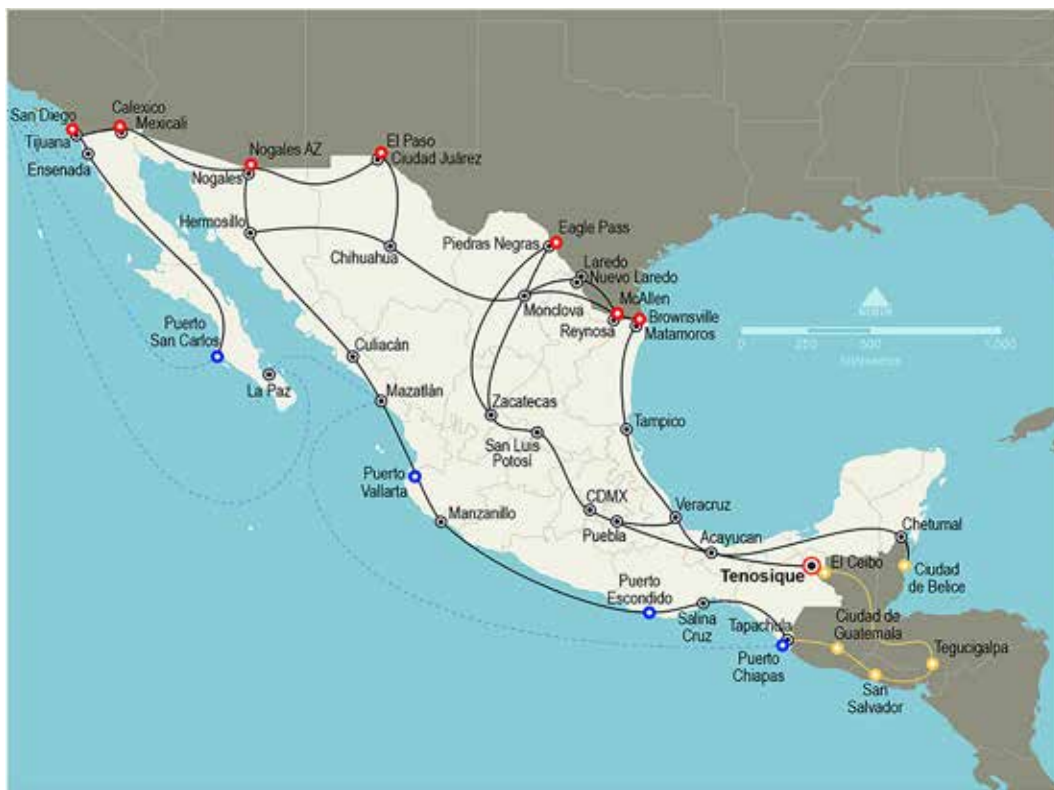 San Diego
Calexico
Mexicali
Tijuana
Ensenada
Nogales AZ
Nogales
El Paso
Ciudad Juárez
Hermosillo
Chihuahua
Piedras Negras
Eagle Pass
Laredo
Nuevo Laredo
McAllen
Monclova
Brownsville
Reynosa
Matamoros
Puerto
San Carlos
Culiacán
La Paz
Mazatlán
Zacatecas
Tampico
San Luis
Potosí
Puerto
Vallarta
CDMX
Veracruz
Manzanillo
Puebla
Acayucan
Chetumal
El Ceibo
Tenosique
Ciudad
de Belice
Puerto
Escondido
Salina
Cruz
Tapachula
Ciudad de
Guatemala
Tegucigalpa
Puerto
Chiapas
San
Salvador
0
250
500
1,000